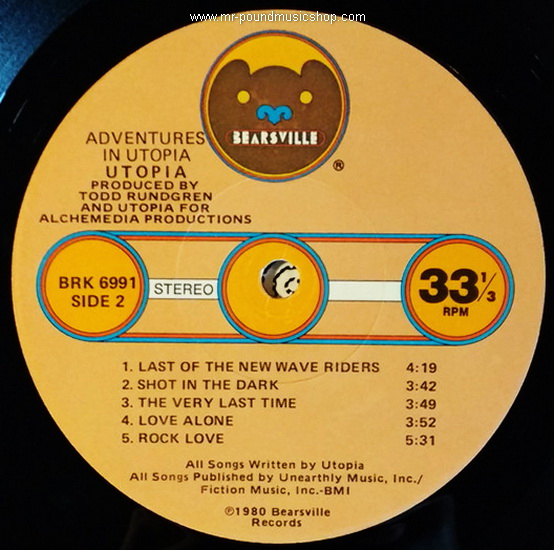 www.mr-poundmusicshop.com
BEARSVILLE
®
ADVENTURES
IN UTOPIA
UTOPIA
PRODUCED BY
TODD RUNDGREN
AND UTOPIA FOR
ALCHEMEDIA PRODUCTIONS
BRK 6991
SIDE 2
STEREO
33 1/3
RPM
1. LAST OF THE NEW WAVE RIDERS 4:19
2. SHOT IN THE DARK 3:42
3. THE VERY LAST TIME 3:49
4. LOVE ALONE 3:52
5. ROCK LOVE 5:31
All Songs Written by Utopia
All Songs Published by Unearthly Music, Inc./
Fiction Music, Inc.-BMI
℗1980 Bearsville
Records